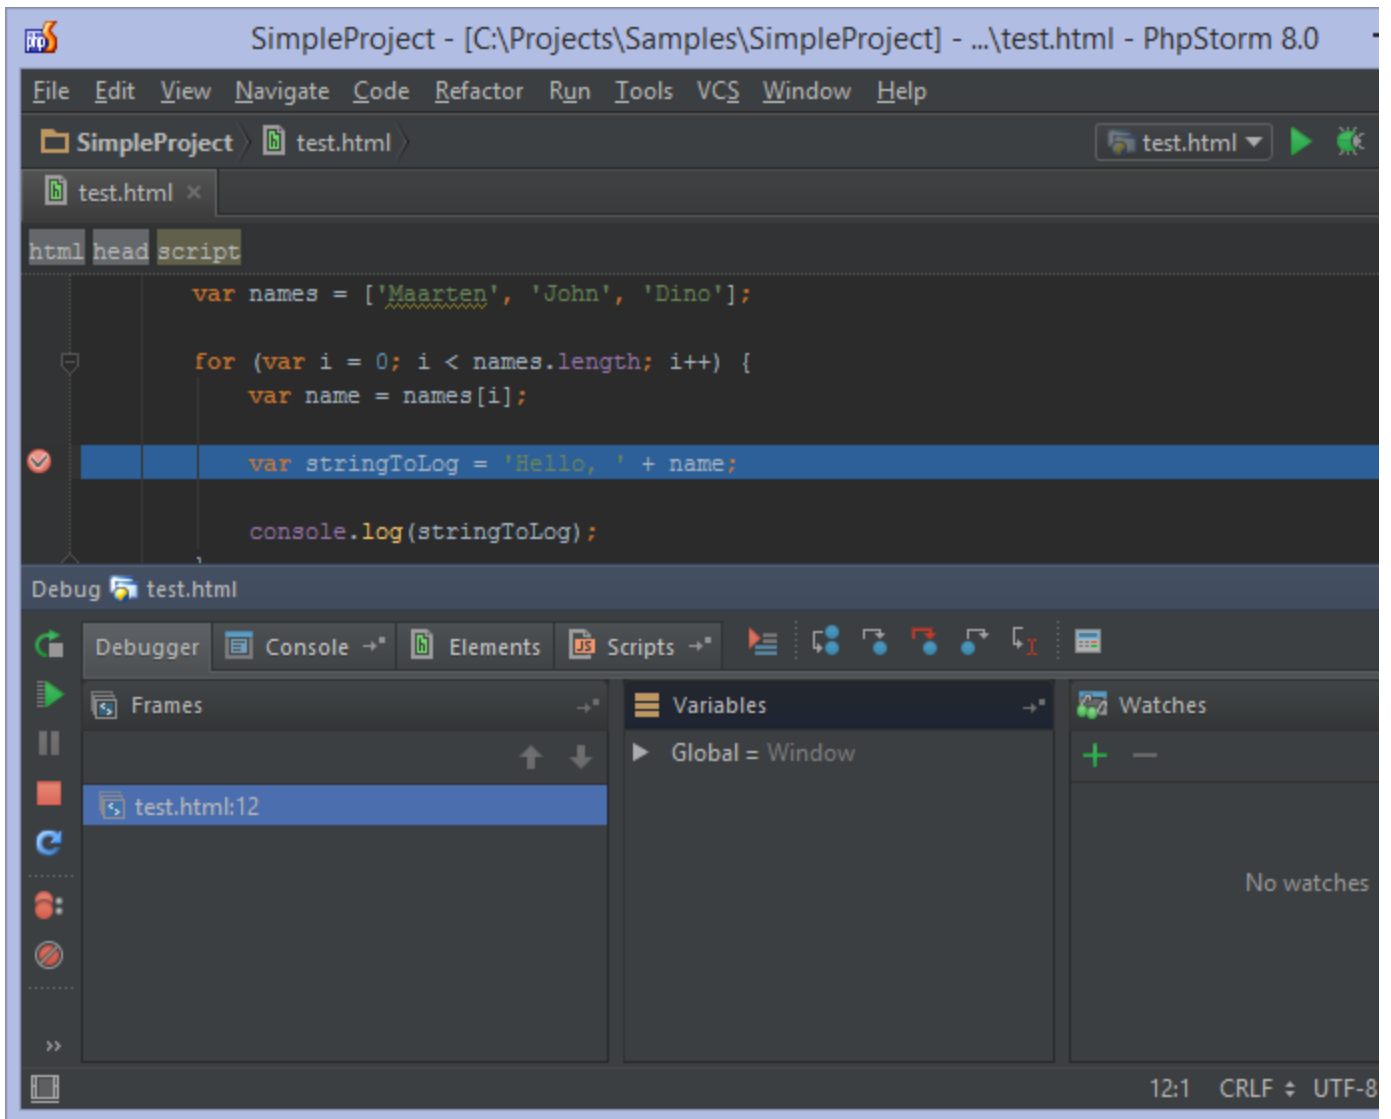 SimpleProject - [C:\Projects\Samples\SimpleProject] - ...\test.html - PhpStorm 8.0
File Edit View Navigate Code Refactor Run Tools VCS Window Help
SimpleProject test.html test.html
test.html
html head script
var names = ['Maarten', 'John', 'Dino'];
for (var i = 0; i < names.length; i++) {
var name = names[i];
var stringToLog = 'Hello, ' + name;
console.log(stringToLog);
Debug test.html
Debugger Console Elements Scripts
Frames Variables Watches
Global = Window
test.html:12
No watches
12:1 CRLF UTF-8